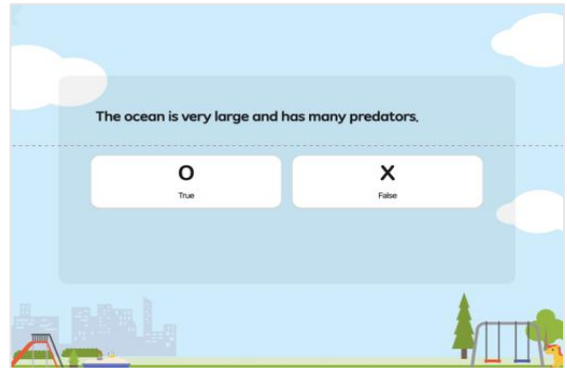 The ocean is very large and has many predators.
O
True
X
False